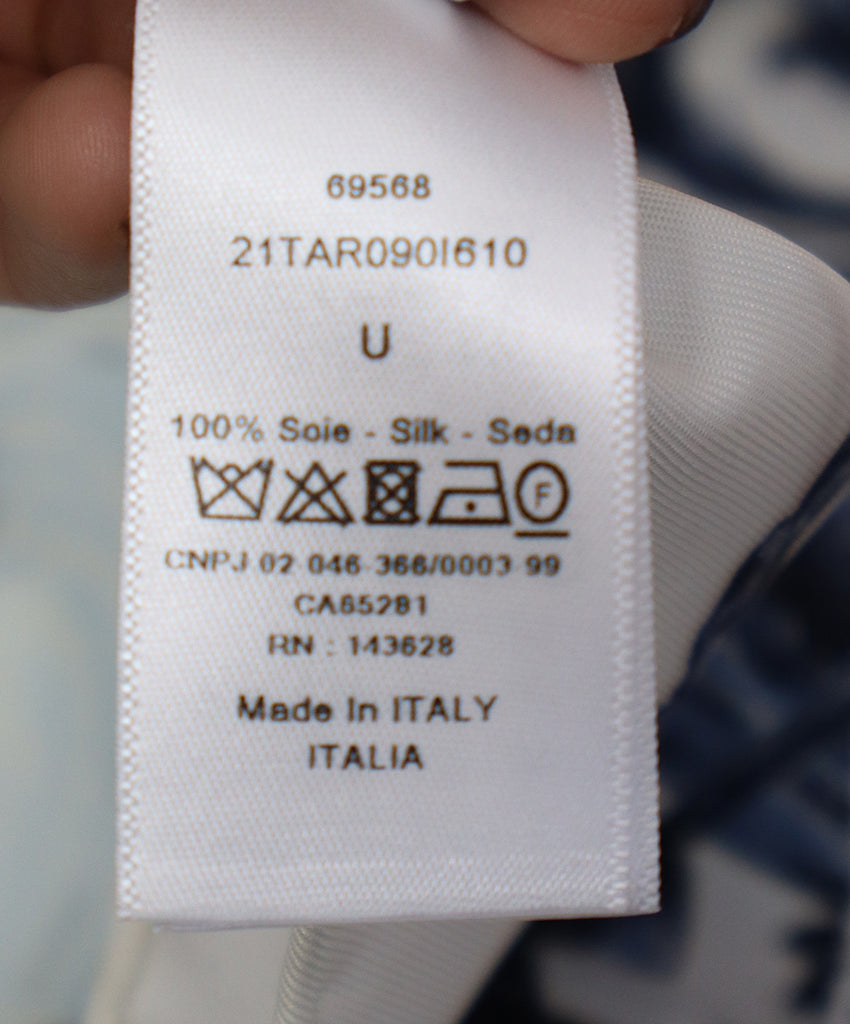 69568
21TAR090I610
U
100% Soie - Silk - Seda
F
CNPJ 02 046 366/0003 99
CA65281
RN : 143628
Made In ITALY
ITALIA